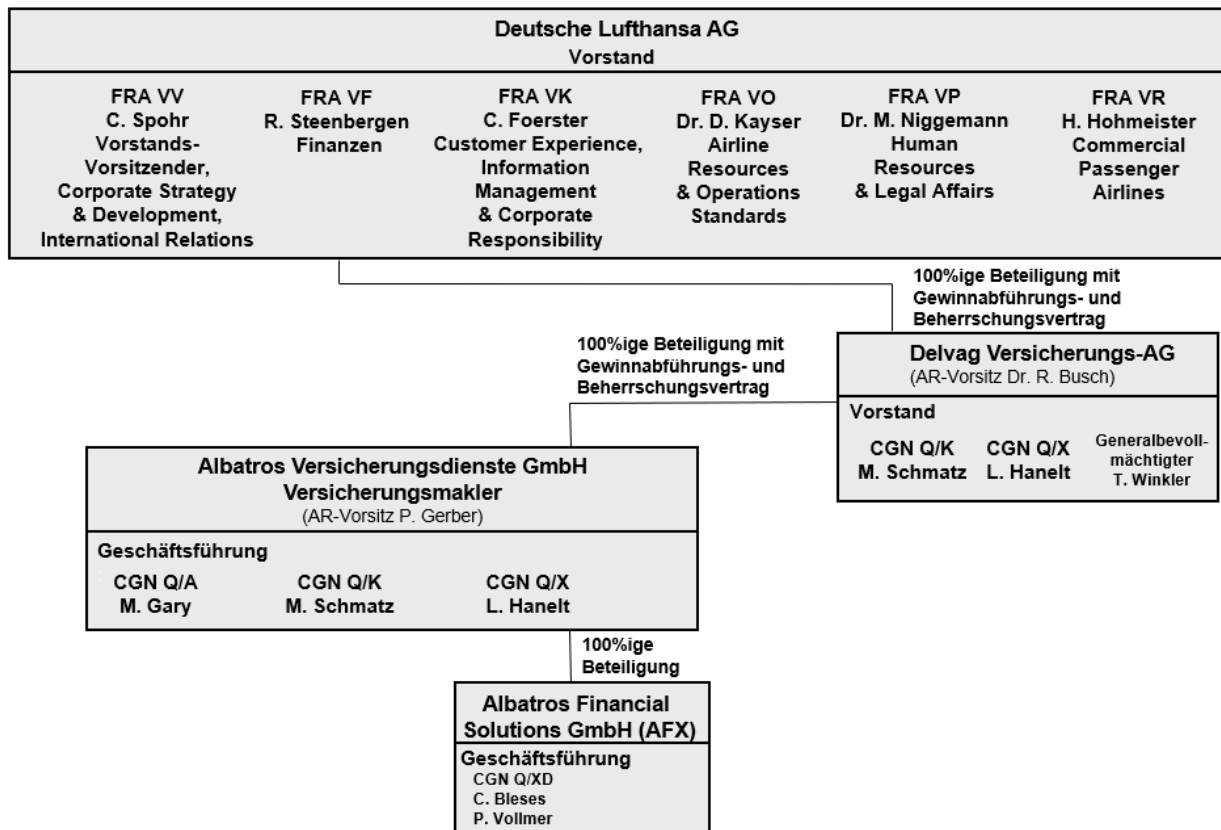 Deutsche Lufthansa AG
Vorstand
FRA VV
C. Spohr
Vorstands-
Vorsitzender,
Corporate Strategy
& Development,
International Relations
FRA VF
R. Steenbergen
Finanzen
FRA VK
C. Foerster
Customer Experience,
Information
Management
& Corporate
Responsibility
FRA VO
Dr. D. Kayser
Airline
Resources
& Operations
Standards
FRA VP
Dr. M. Niggemann
Human
Resources
& Legal Affairs
FRA VR
H. Hohmeister
Commercial
Passenger
Airlines
100%ige Beteiligung mit
Gewinnabführungs- und
Beherrschungsvertrag
Delvag Versicherungs-AG
(AR-Vorsitz Dr. R. Busch)
Vorstand
CGN Q/K
M. Schmatz
CGN Q/X
L. Hanelt
Generalbevoll-
mächtigter
T. Winkler
100%ige Beteiligung mit
Gewinnabführungs- und
Beherrschungsvertrag
Albatros Versicherungsdienste GmbH
Versicherungsmakler
(AR-Vorsitz P. Gerber)
Geschäftsführung
CGN Q/A
M. Gary
CGN Q/K
M. Schmatz
CGN Q/X
L. Hanelt
100%ige
Beteiligung
Albatros Financial
Solutions GmbH (AFX)
Geschäftsführung
CGN Q/XD
C. Bleses
P. Vollmer